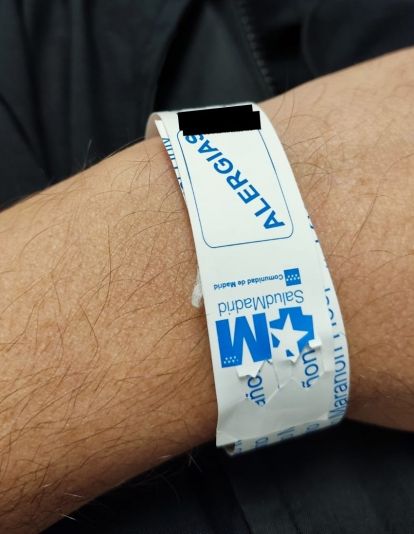 ALERGIAS
Comunidad de Madrid
SaludMadrid
M